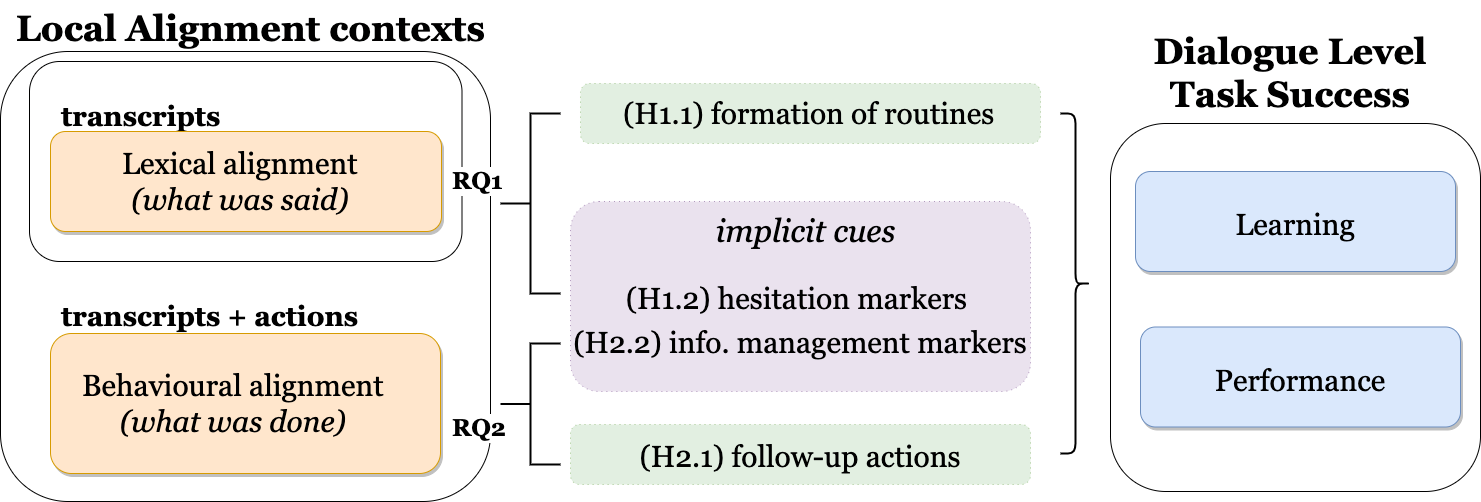 Local Alignment contexts
transcripts
Lexical alignment
(what was said)
RQ1
transcripts + actions
Behavioural alignment
(what was done)
RQ2
(H1.1) formation of routines
implicit cues
(H1.2) hesitation markers
(H2.2) info. management markers
(H2.1) follow-up actions
Dialogue Level
Task Success
Learning
Performance